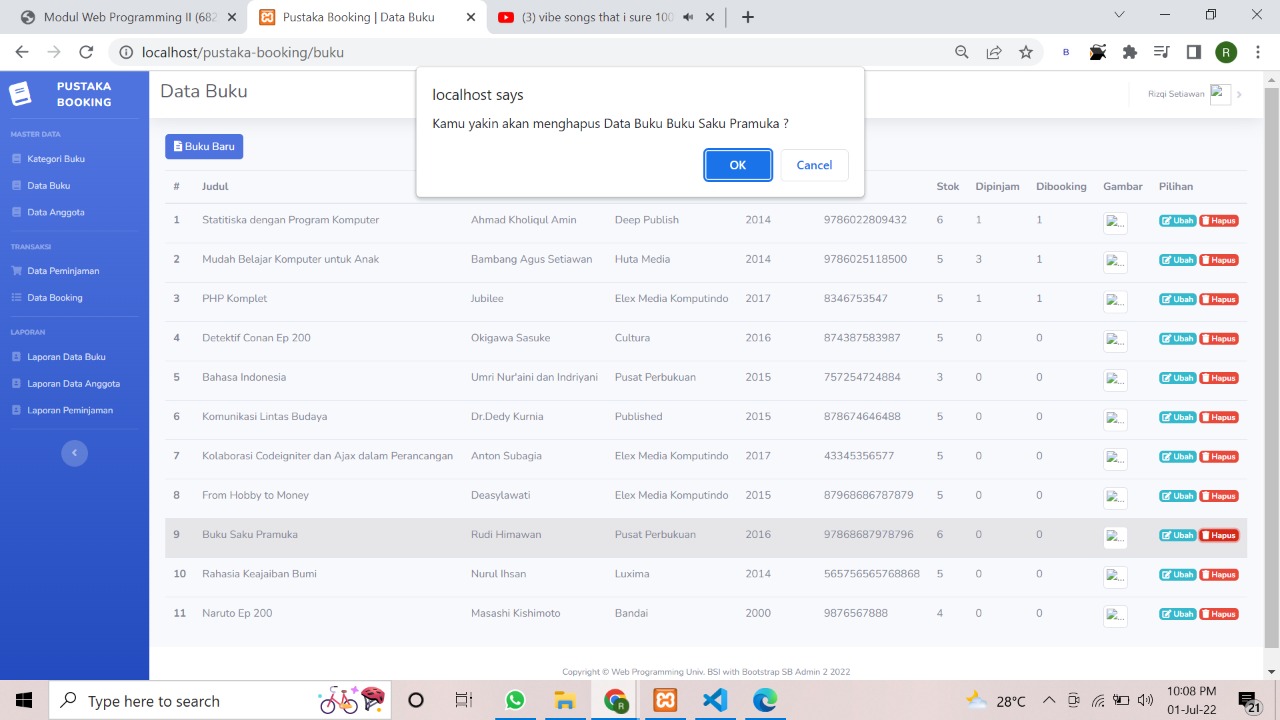 Modul Web Programming II (682
Pustaka Booking | Data Buku
(3) vibe songs that i sure 100
localhost/pustaka-booking/buku
B
R
PUSTAKA
BOOKING
Data Buku
Rizqi Setiawan
localhost says
Kamu yakin akan menghapus Data Buku Buku Saku Pramuka ?
OK
Cancel
MASTER DATA
Kategori Buku
Data Buku
Data Anggota
TRANSAKSI
Data Peminjaman
Data Booking
LAPORAN
Laporan Data Buku
Laporan Data Anggota
Laporan Peminjaman
Buku Baru
# Judul Stok Dipinjam Dibooking Gambar Pilihan
1 Statitiska dengan Program Komputer Ahmad Kholiqul Amin Deep Publish 2014 9786022809432 6 1 1 ... Ubah Hapus
2 Mudah Belajar Komputer untuk Anak Bambang Agus Setiawan Huta Media 2014 9786025118500 5 3 1 ... Ubah Hapus
3 PHP Komplet Jubilee Elex Media Komputindo 2017 8346753547 5 1 1 ... Ubah Hapus
4 Detektif Conan Ep 200 Okigawa Sasuke Cultura 2016 874387583987 5 0 0 ... Ubah Hapus
5 Bahasa Indonesia Umri Nur'aini dan Indriyani Pusat Perbukuan 2015 757254724884 3 0 0 ... Ubah Hapus
6 Komunikasi Lintas Budaya Dr.Dedy Kurnia Published 2015 878674646488 5 0 0 ... Ubah Hapus
7 Kolaborasi Codeigniter dan Ajax dalam Perancangan Anton Subagia Elex Media Komputindo 2017 43345356577 5 0 0 ... Ubah Hapus
8 From Hobby to Money Deasylawati Elex Media Komputindo 2015 87968686787879 5 0 0 ... Ubah Hapus
9 Buku Saku Pramuka Rudi Himawan Pusat Perbukuan 2016 97868687978796 6 0 0 ... Ubah Hapus
10 Rahasia Keajaiban Bumi Nurul Ihsan Luxima 2014 565756565768868 5 0 0 ... Ubah Hapus
11 Naruto Ep 200 Masashi Kishimoto Bandai 2000 9876567888 4 0 0 ... Ubah Hapus
Copyright © Web Programming Univ. BSI with Bootstrap SB Admin 2 2022
Type here to search
R
28°C
10:08 PM
01-Jul-22
21